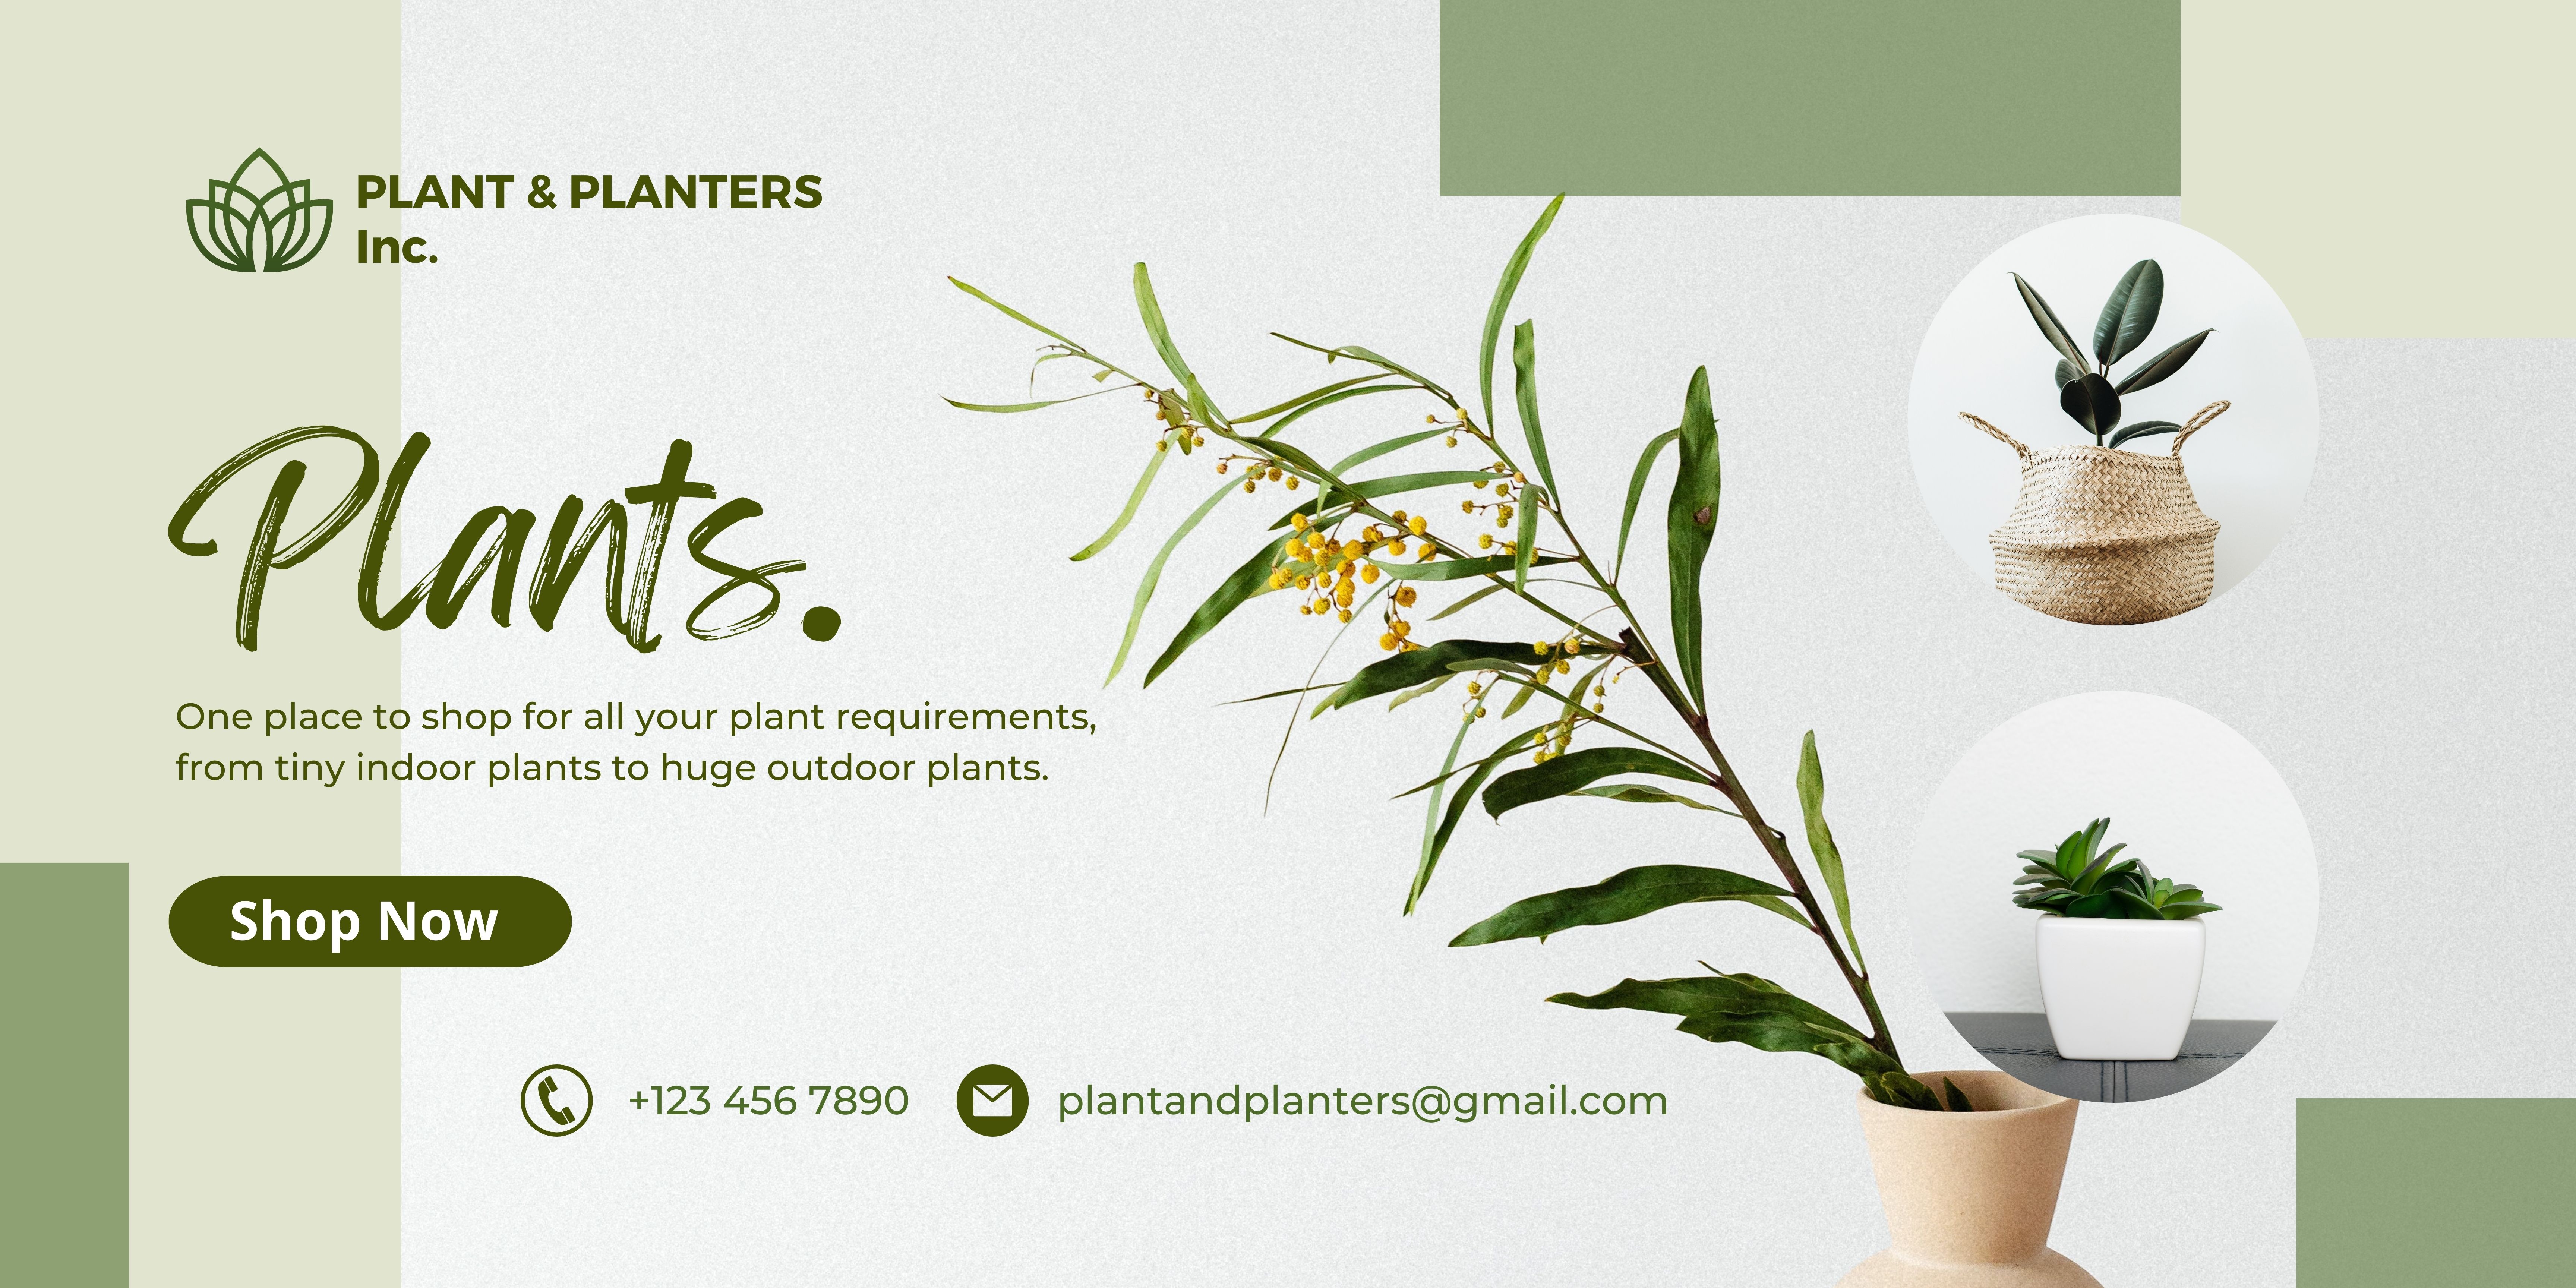 PLANT & PLANTERS
Inc.
Plants.
One place to shop for all your plant requirements,
from tiny indoor plants to huge outdoor plants.
Shop Now
+123 456 7890
plantandplanters@gmail.com